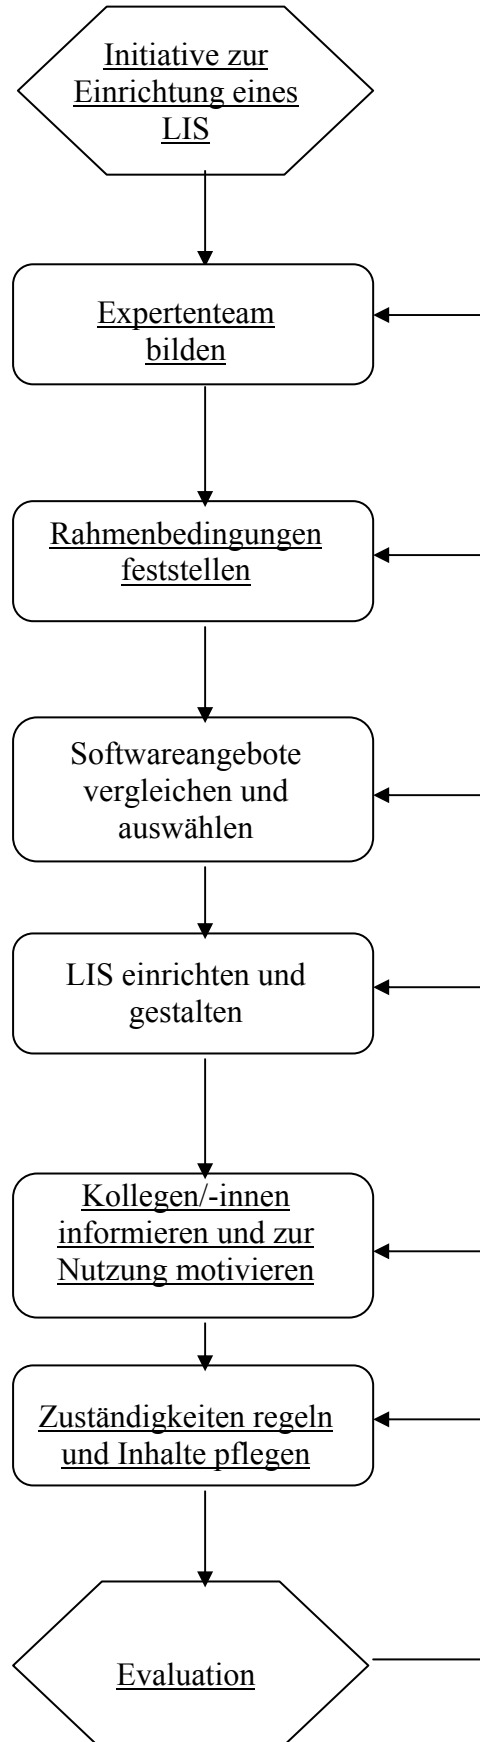 Initiative zur
Einrichtung eines
LIS
Expertenteam
bilden
Rahmenbedingungen
feststellen
Softwareangebote
vergleichen und
auswählen
LIS einrichten und
gestalten
Kollegen/-innen
informieren und zur
Nutzung motivieren
Zuständigkeiten regeln
und Inhalte pflegen
Evaluation